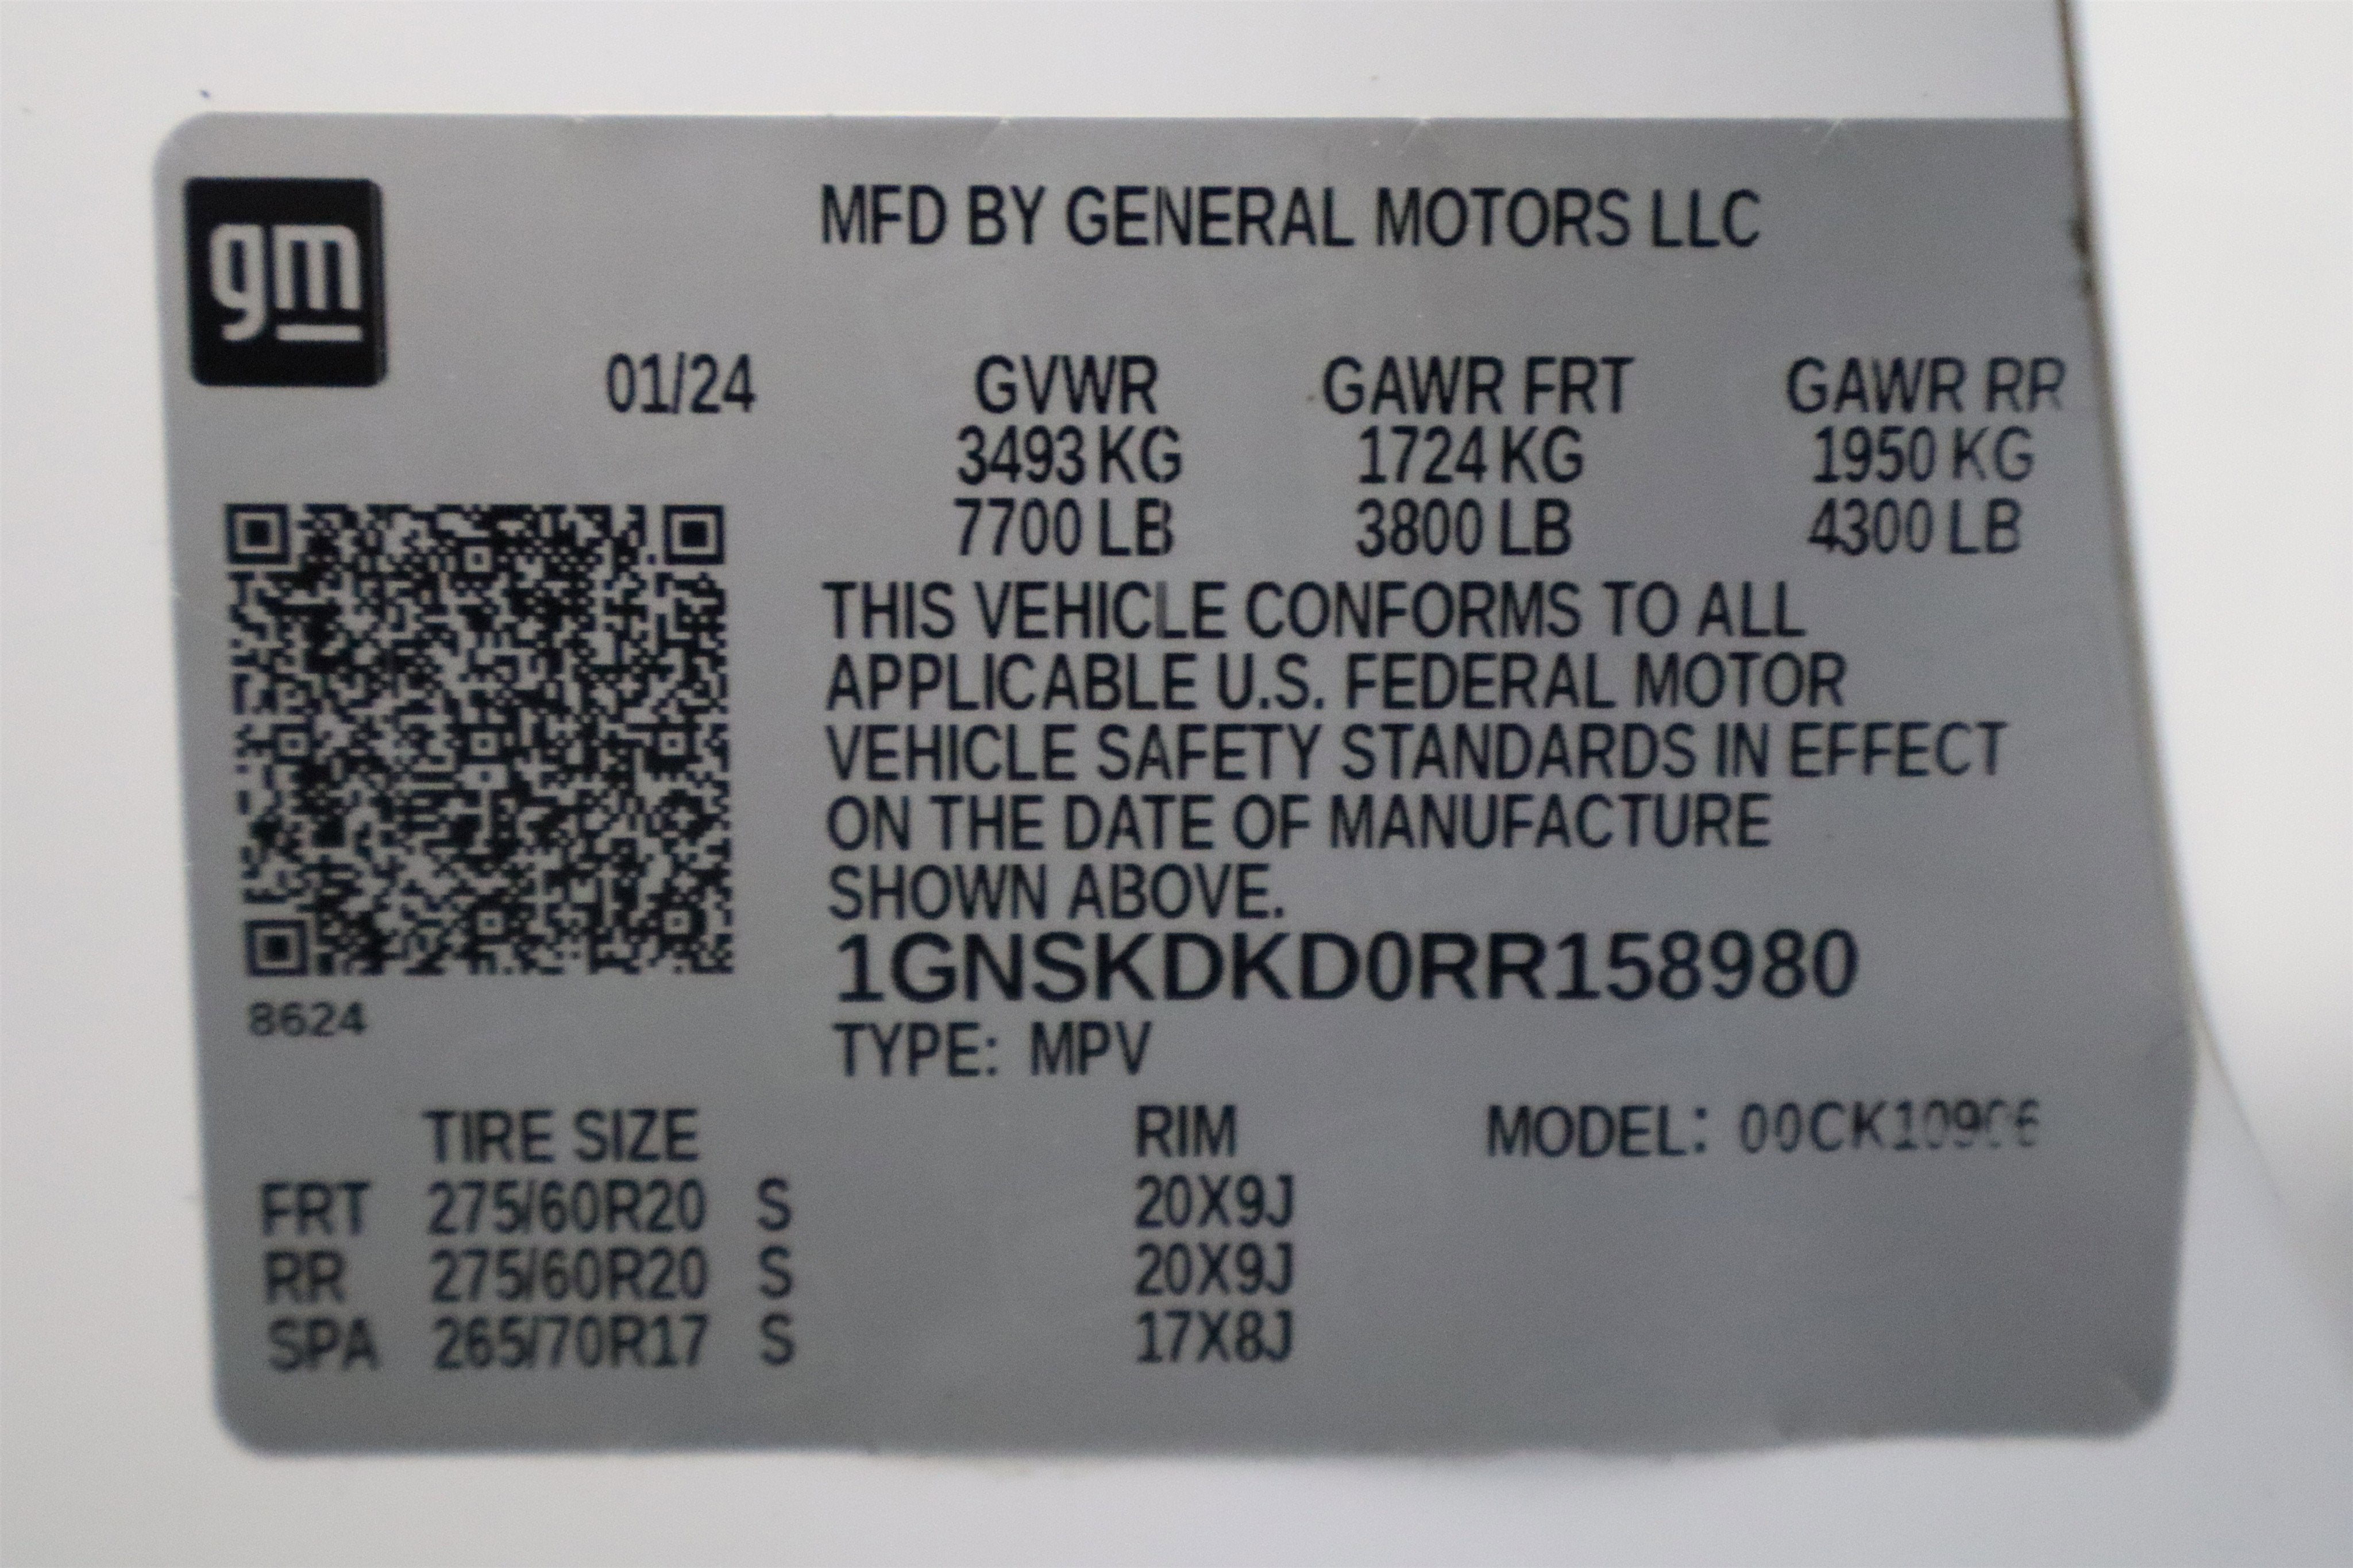 gm
MFD BY GENERAL MOTORS LLC
01/24 GVWR GAWR FRT GAWR RR
3493 KG 1724 KG 1950 KG
7700 LB 3800 LB 4300 LB
THIS VEHICLE CONFORMS TO ALL
APPLICABLE U.S. FEDERAL MOTOR
VEHICLE SAFETY STANDARDS IN EFFECT
ON THE DATE OF MANUFACTURE
SHOWN ABOVE.
1GNSKDKD0RR158980
8624
TYPE: MPV
TIRE SIZE RIM MODEL: 00CK10906
FRT 275/60R20 S 20X9J
RR 275/60R20 S 20X9J
SPA 265/70R17 S 17X8J